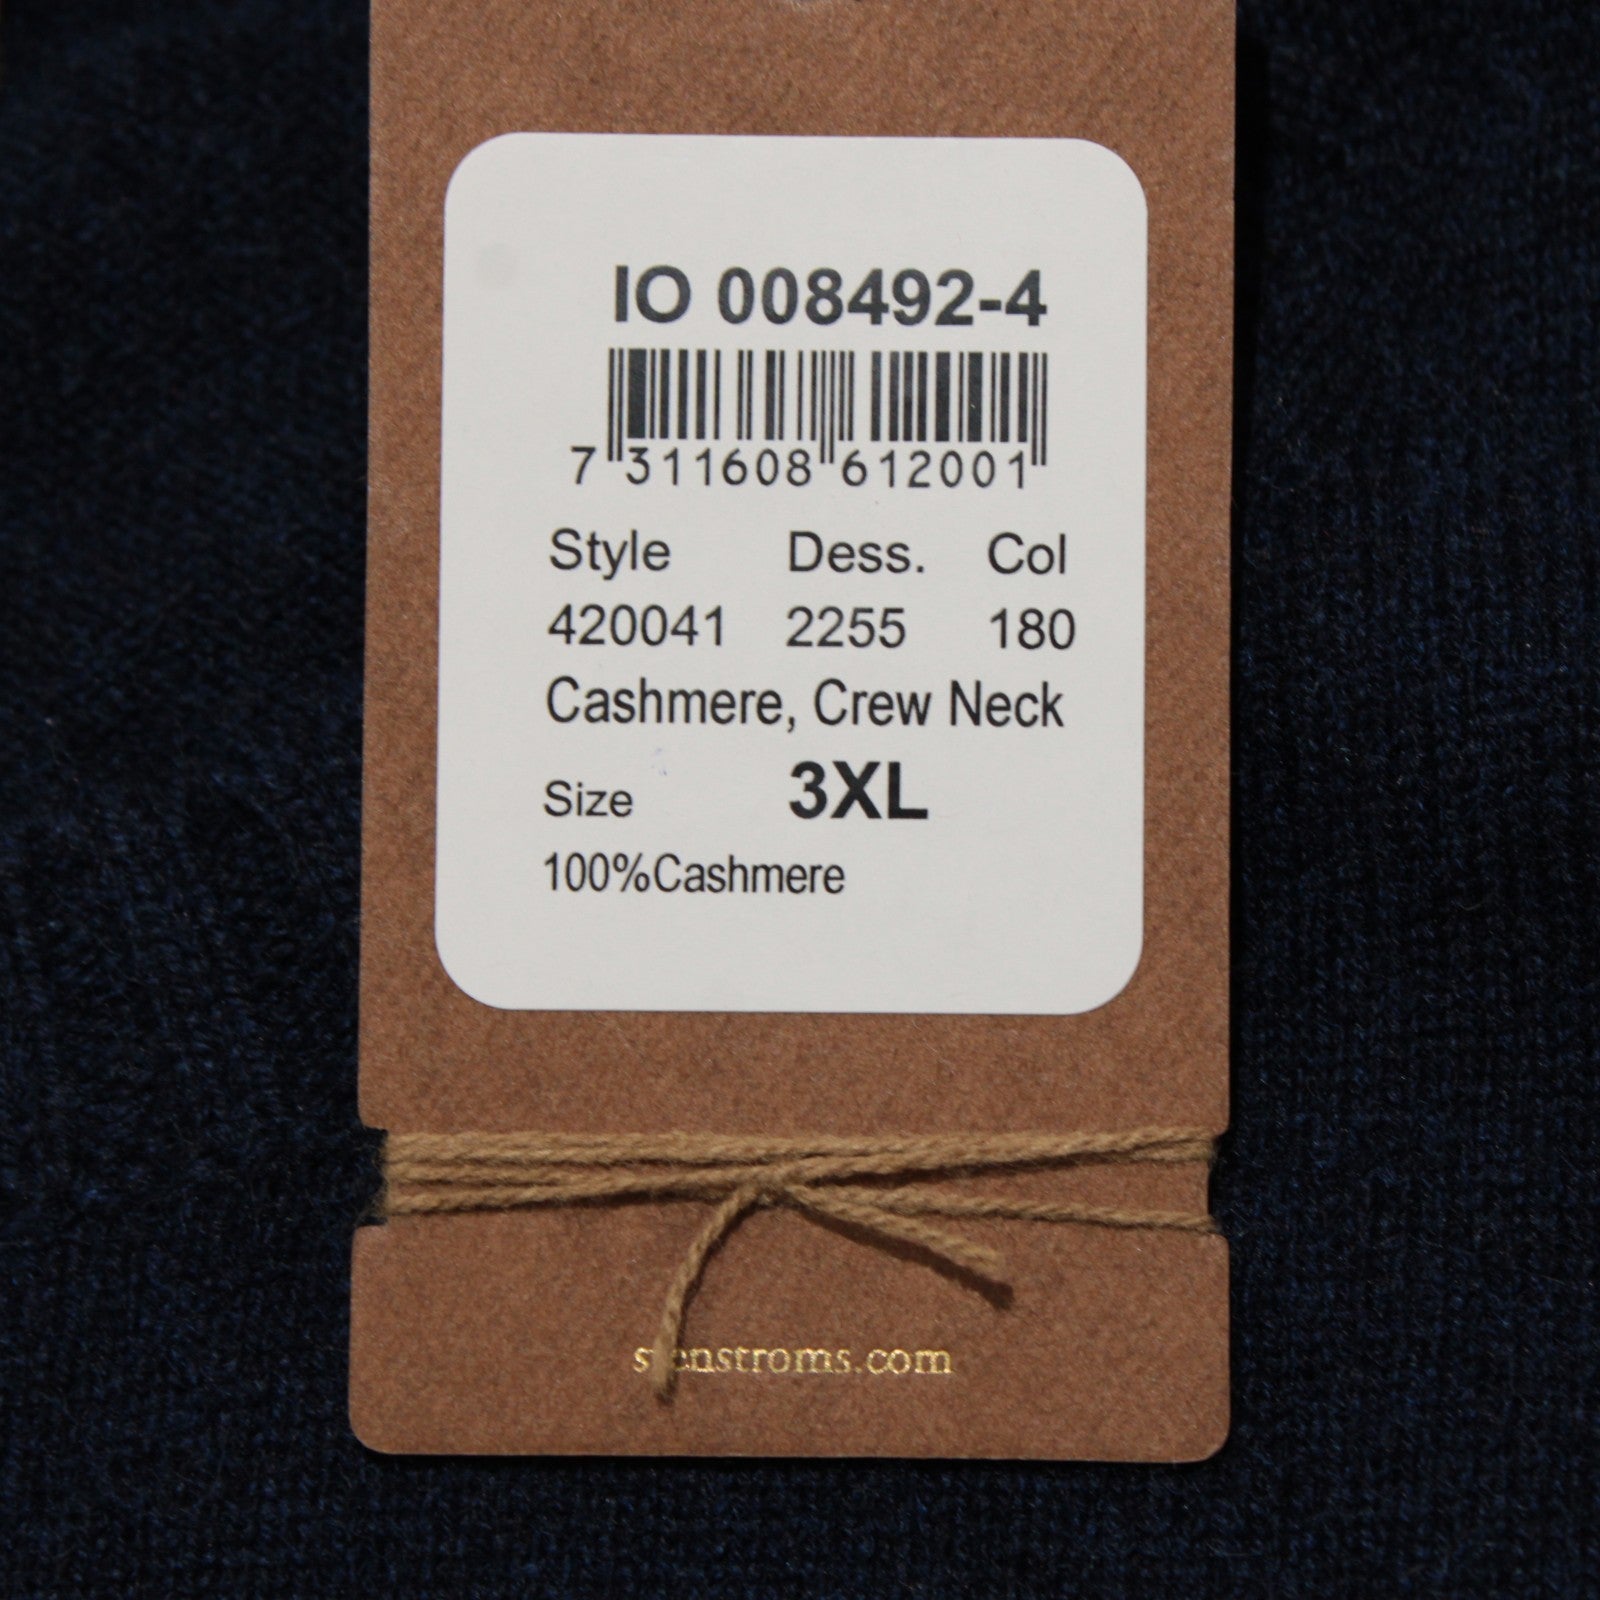 IO 008492-4
7 311608 612001
Style Dess. Col
420041 2255 180
Cashmere, Crew Neck
Size 3XL
100%Cashmere
stenstroms.com